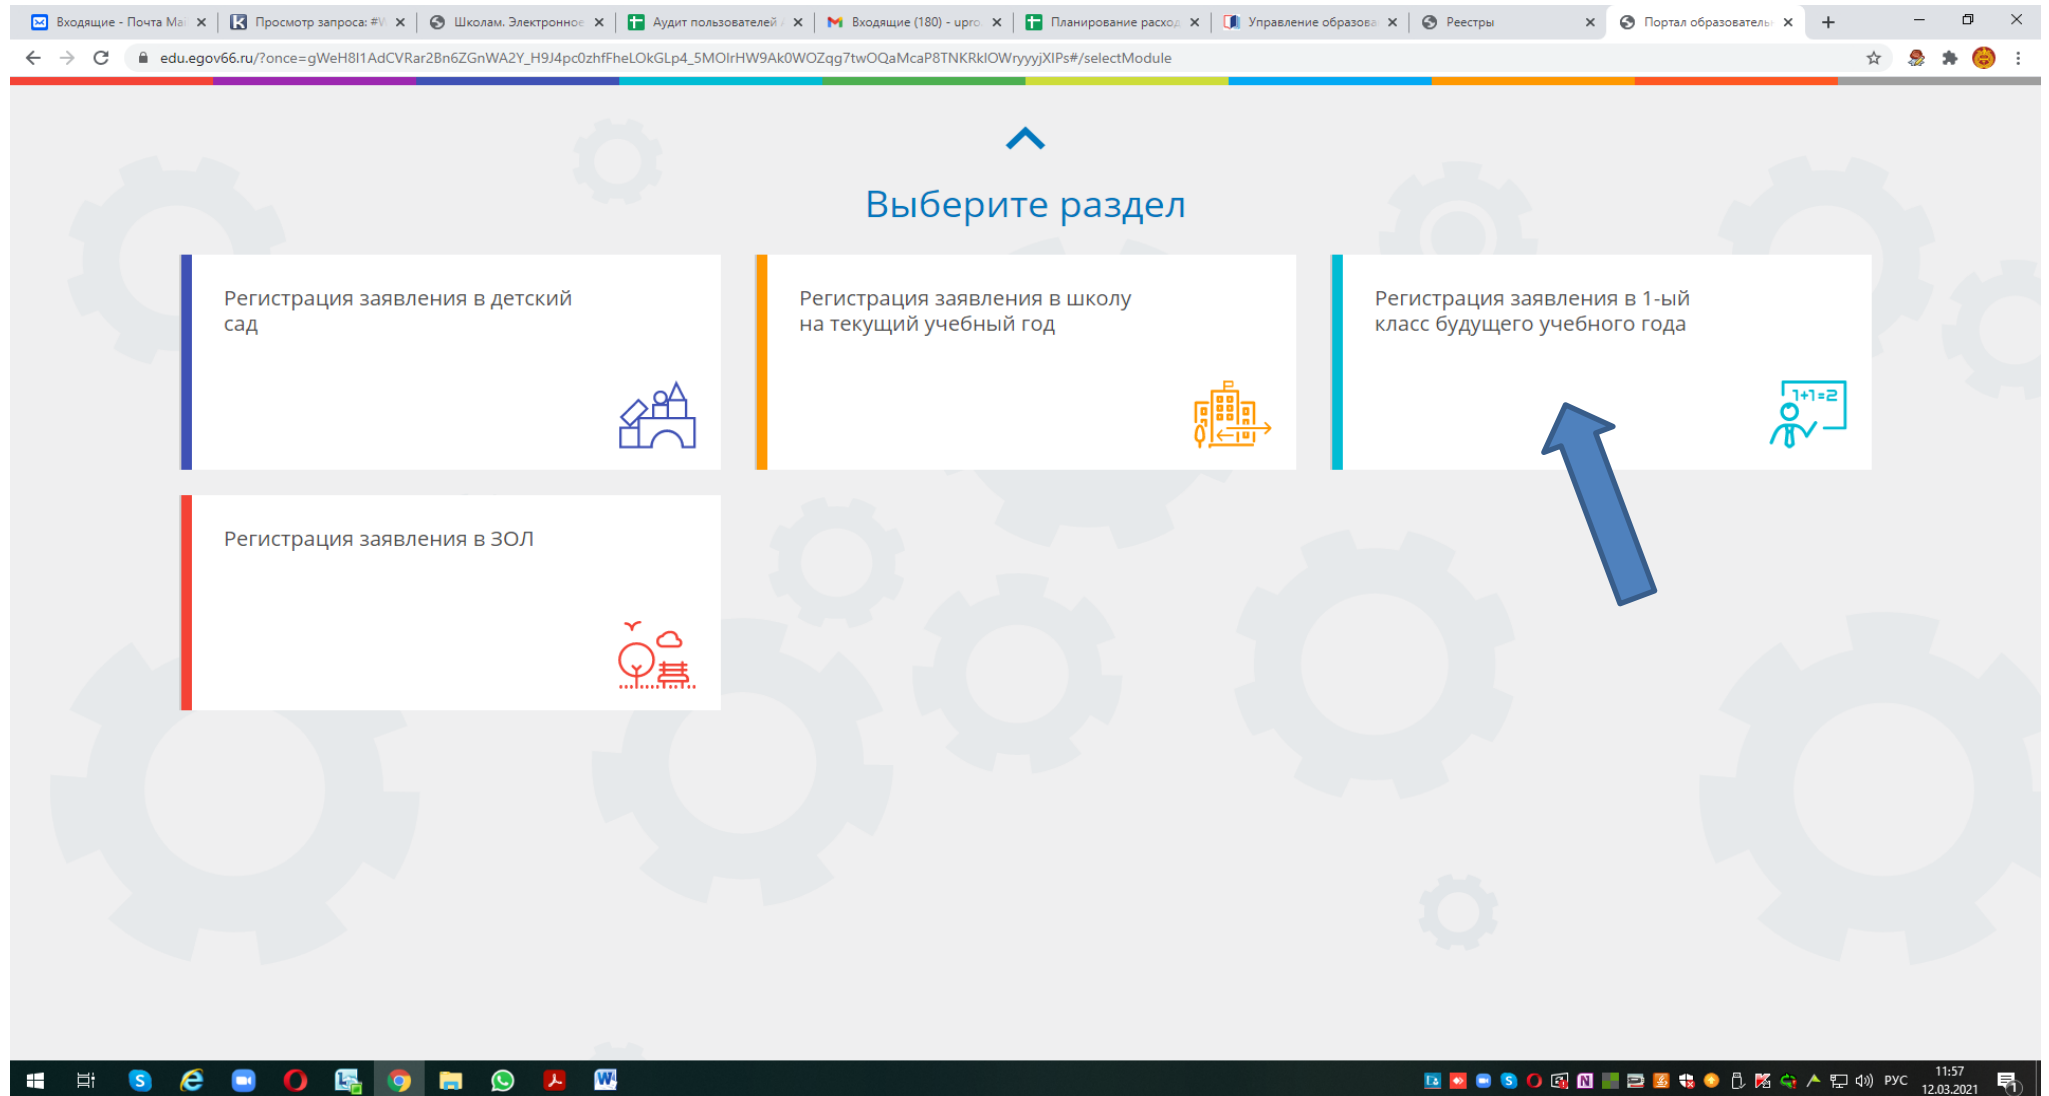 Входящие - Почта Mai
Просмотр запроса: #
Школам. Электронное
Аудит пользователей
Входящие (180) - upro
Планирование расход
Управление образова
Реестры
Портал образователь
edu.egov66.ru/?once=gWeH8I1AdCVRar2Bn6ZGnWA2Y_H9J4pc0zhfFheLOkGLp4_5MOlrHW9Ak0WOZqg7twOQaMcaP8TNKRklOWryyyjXIPs#/selectModule
Выберите раздел
Регистрация заявления в детский
сад
Регистрация заявления в школу
на текущий учебный год
Регистрация заявления в 1-ый
класс будущего учебного года
1+1=2
Регистрация заявления в ЗОЛ
РУС
11:57
12.03.2021